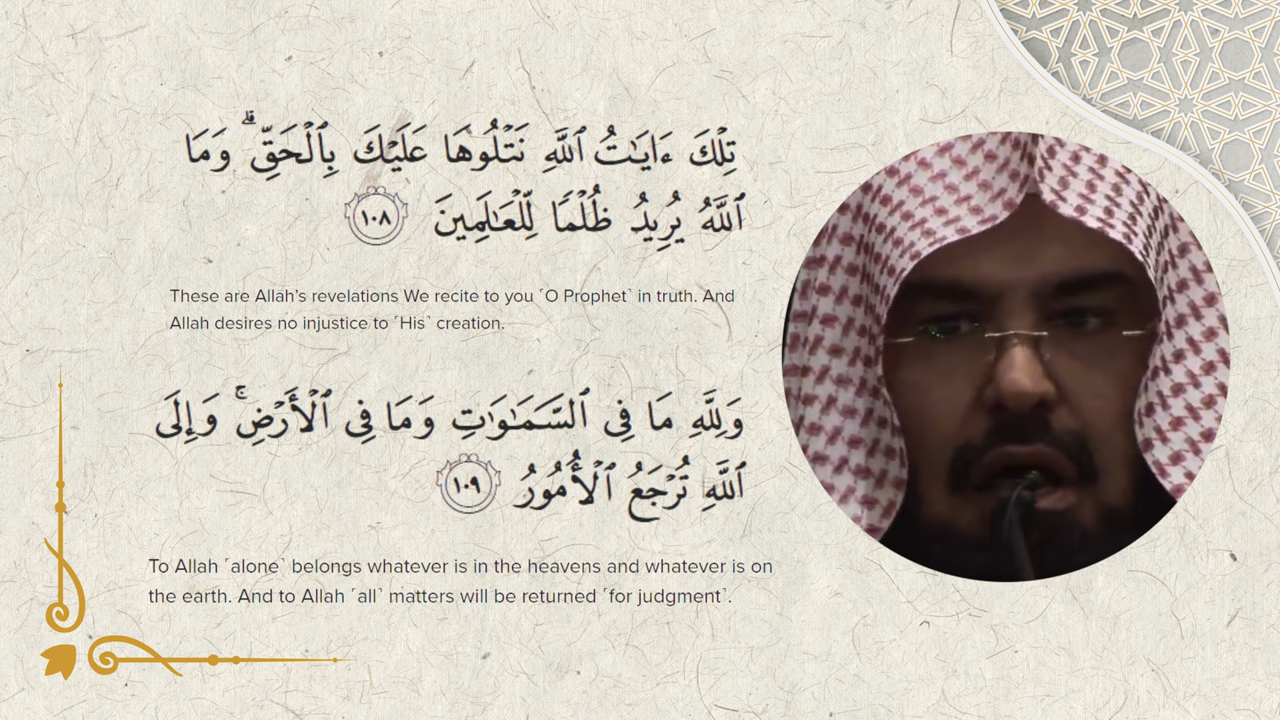 تِلْكَ ءَايَـٰتُ ٱللَّهِ نَتْلُوهَا عَلَيْكَ بِٱلْحَقِّ ۗ وَمَا
ٱللَّهُ يُرِيدُ ظُلْمًا لِّلْعَـٰلَمِينَ ١٠٨
These are Allah’s revelations We recite to you ˹O Prophet˺ in truth. And
Allah desires no injustice to ˹His˺ creation.
وَلِلَّهِ مَا فِى ٱلسَّمَـٰوَٰتِ وَمَا فِى ٱلْأَرْضِ ۚ وَإِلَى
ٱللَّهِ تُرْجَعُ ٱلْأُمُورُ ١٠٩
To Allah ˹alone˺ belongs whatever is in the heavens and whatever is on
the earth. And to Allah ˹all˺ matters will be returned ˹for judgment˺.